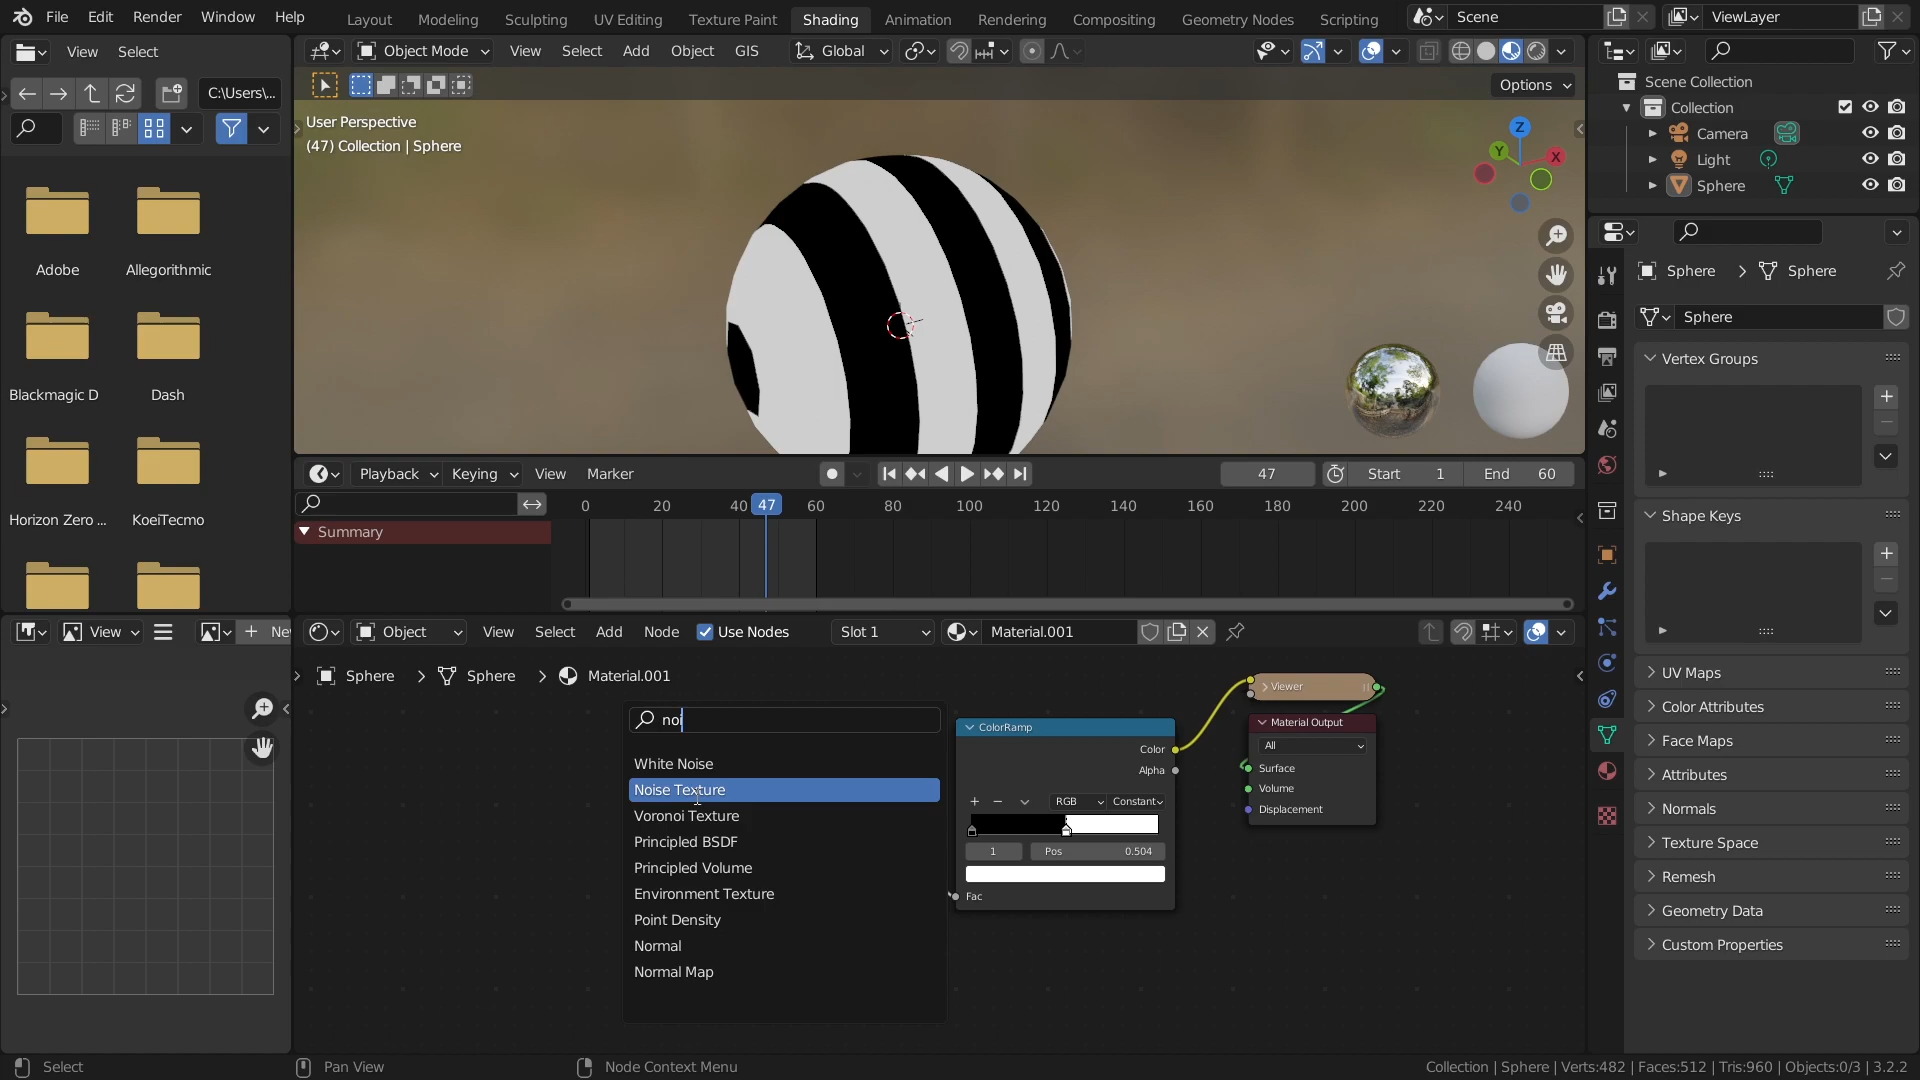 File Edit Render Window Help Layout Modeling Sculpting UV Editing Texture Paint Shading Animation Rendering Compositing Geometry Nodes Scripting Scene ViewLayer
View Select Object Mode View Select Add Object GIS Global
C:\Users\... Options
User Perspective
(47) Collection | Sphere
Z
Y
X
Scene Collection
Collection
Camera
Light
Sphere
Adobe Allegorithmic
Blackmagic D Dash
Horizon Zero ... KoeiTecmo
Sphere Sphere
Sphere
Vertex Groups
Shape Keys
UV Maps
Color Attributes
Face Maps
Attributes
Normals
Texture Space
Remesh
Geometry Data
Custom Properties
Playback Keying View Marker 47 Start 1 End 60
0 20 40 47 60 80 100 120 140 160 180 200 220 240
Summary
View Ne
Object View Select Add Node Use Nodes Slot 1 Material.001
Sphere Sphere Material.001
noi
White Noise
Noise Texture
Voronoi Texture
Principled BSDF
Principled Volume
Environment Texture
Point Density
Normal
Normal Map
ColorRamp
Color
Alpha
RGB Constant
1 Pos 0.504
Fac
Viewer
Material Output
All
Surface
Volume
Displacement
Select Pan View Node Context Menu Collection | Sphere | Verts:482 | Faces:512 | Tris:960 | Objects:0/3 | 3.2.2